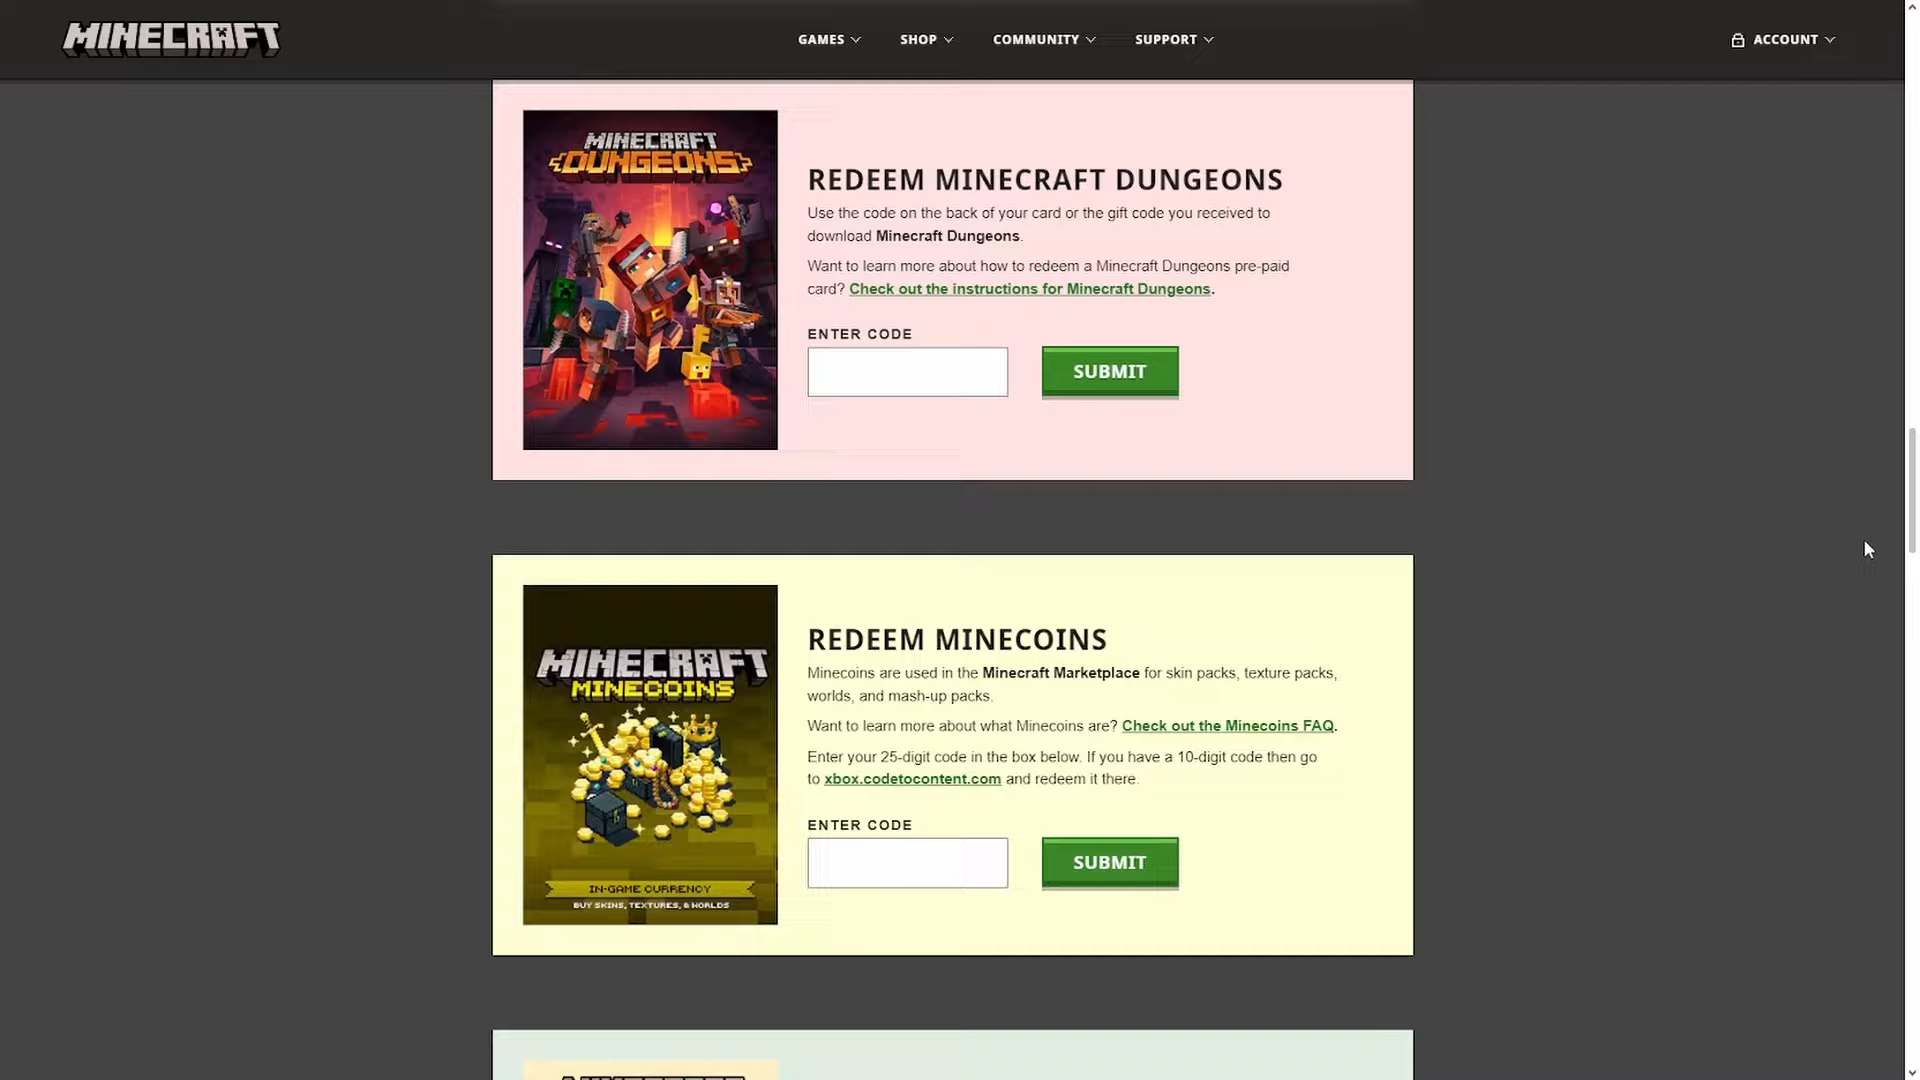 MINECRAFT
GAMES
SHOP
COMMUNITY
SUPPORT
ACCOUNT
MINECRAFT
DUNGEONS
REDEEM MINECRAFT DUNGEONS
Use the code on the back of your card or the gift code you received to
download Minecraft Dungeons.
Want to learn more about how to redeem a Minecraft Dungeons pre-paid
card? Check out the instructions for Minecraft Dungeons.
ENTER CODE
SUBMIT
MINECRAFT
MINECOINS
IN-GAME CURRENCY
BUY SKINS, TEXTURES, & WORLDS
REDEEM MINECOINS
Minecoins are used in the Minecraft Marketplace for skin packs, texture packs,
worlds, and mash-up packs.
Want to learn more about what Minecoins are? Check out the Minecoins FAQ.
Enter your 25-digit code in the box below. If you have a 10-digit code then go
to xbox.codetocontent.com and redeem it there.
ENTER CODE
SUBMIT